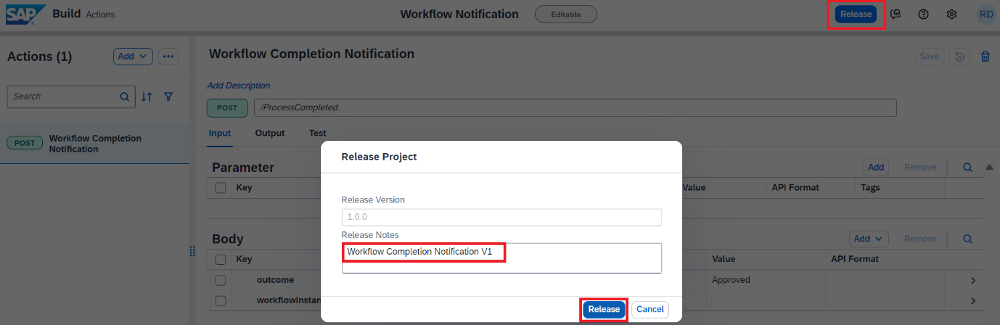 SAP Build Actions Workflow Notification Editable Release RD
Actions (1) Add ... Workflow Completion Notification Save
Search
Add Description
POST /ProcessCompleted
POST Workflow Completion
Notification
Input Output Test
Release Project
Parameter Add Remove
Key Value API Format Tags
Release Version
1.0.0
Release Notes
Body Add Remove
Workflow Completion Notification V1
Key Value API Format
outcome Approved
workflowInstan
Release Cancel